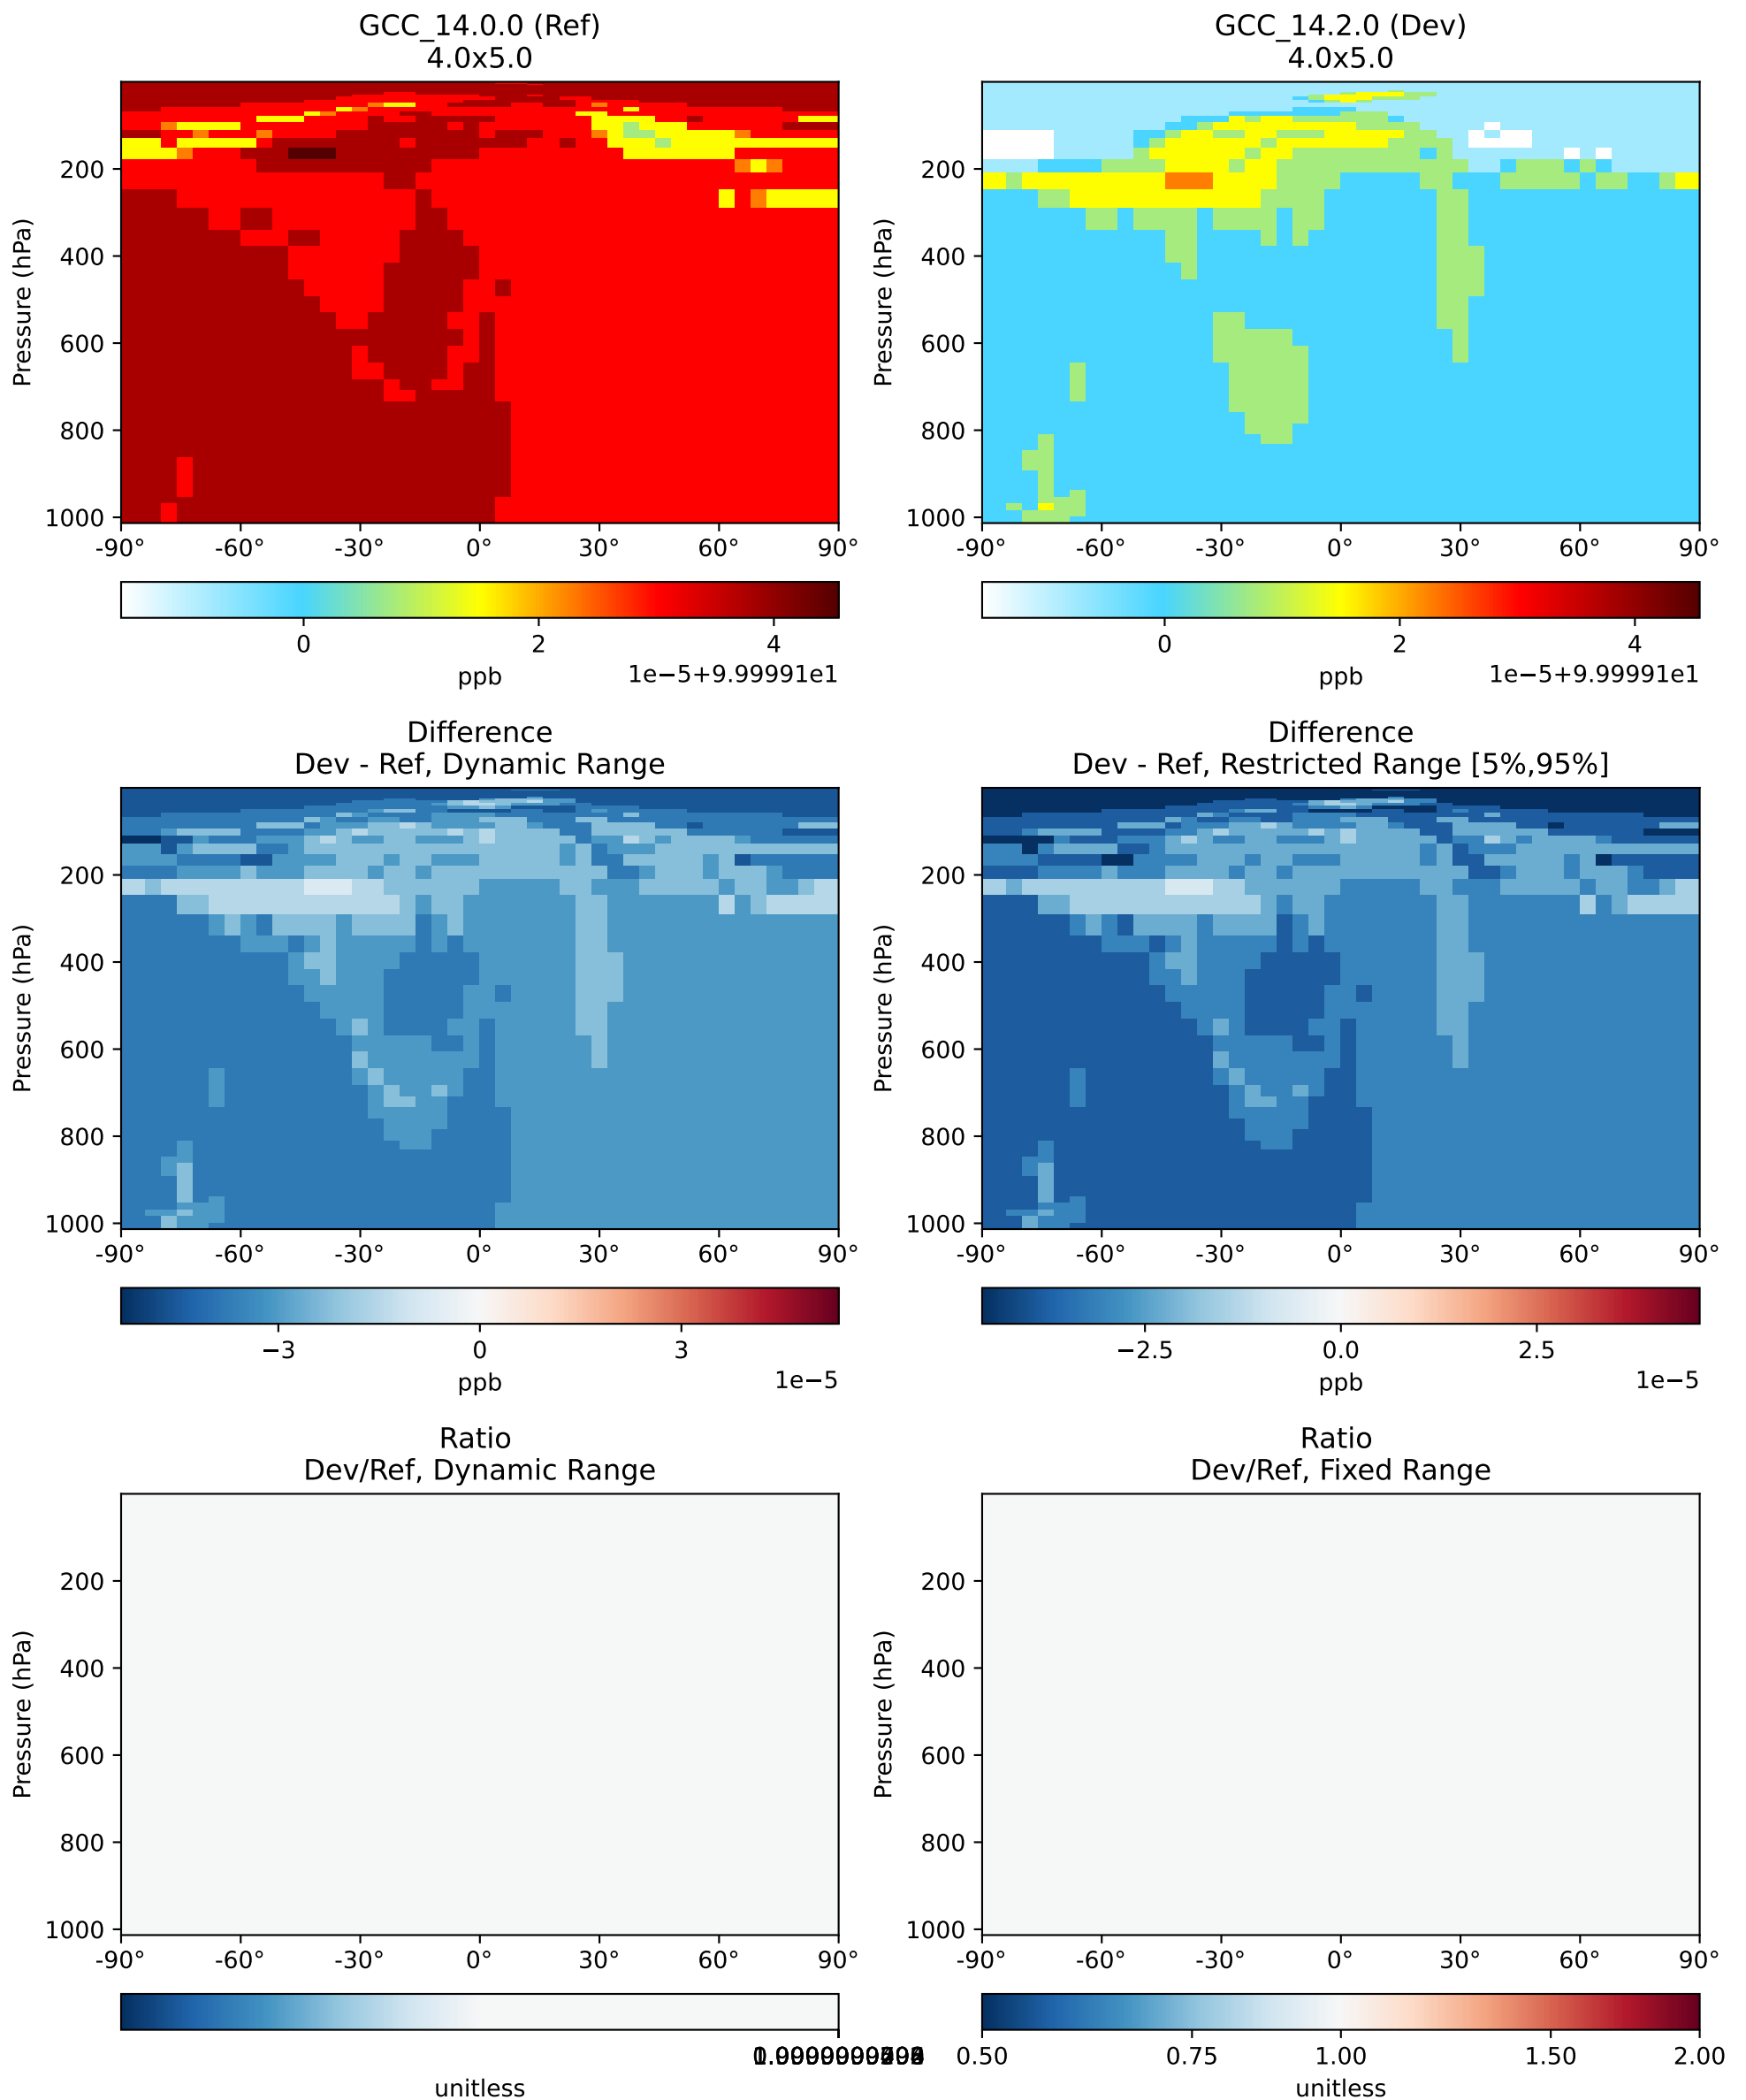 GCC_14.0.0 (Ref)
4.0x5.0
GCC_14.2.0 (Dev)
4.0x5.0
Pressure (hPa)
200
400
600
800
1000
-90° -60° -30° 0° 30° 60° 90°
Pressure (hPa)
200
400
600
800
1000
-90° -60° -30° 0° 30° 60° 90°
0 2 4
ppb 1e−5+9.99991e1
0 2 4
ppb 1e−5+9.99991e1
Difference
Dev - Ref, Dynamic Range
Difference
Dev - Ref, Restricted Range [5%,95%]
Pressure (hPa)
200
400
600
800
1000
-90° -60° -30° 0° 30° 60° 90°
Pressure (hPa)
200
400
600
800
1000
-90° -60° -30° 0° 30° 60° 90°
−3 0 3
ppb 1e−5
−2.5 0.0 2.5
ppb 1e−5
Ratio
Dev/Ref, Dynamic Range
Ratio
Dev/Ref, Fixed Range
Pressure (hPa)
200
400
600
800
1000
-90° -60° -30° 0° 30° 60° 90°
Pressure (hPa)
200
400
600
800
1000
-90° -60° -30° 0° 30° 60° 90°
unitless
0.50 0.75 1.00 1.50 2.00
unitless